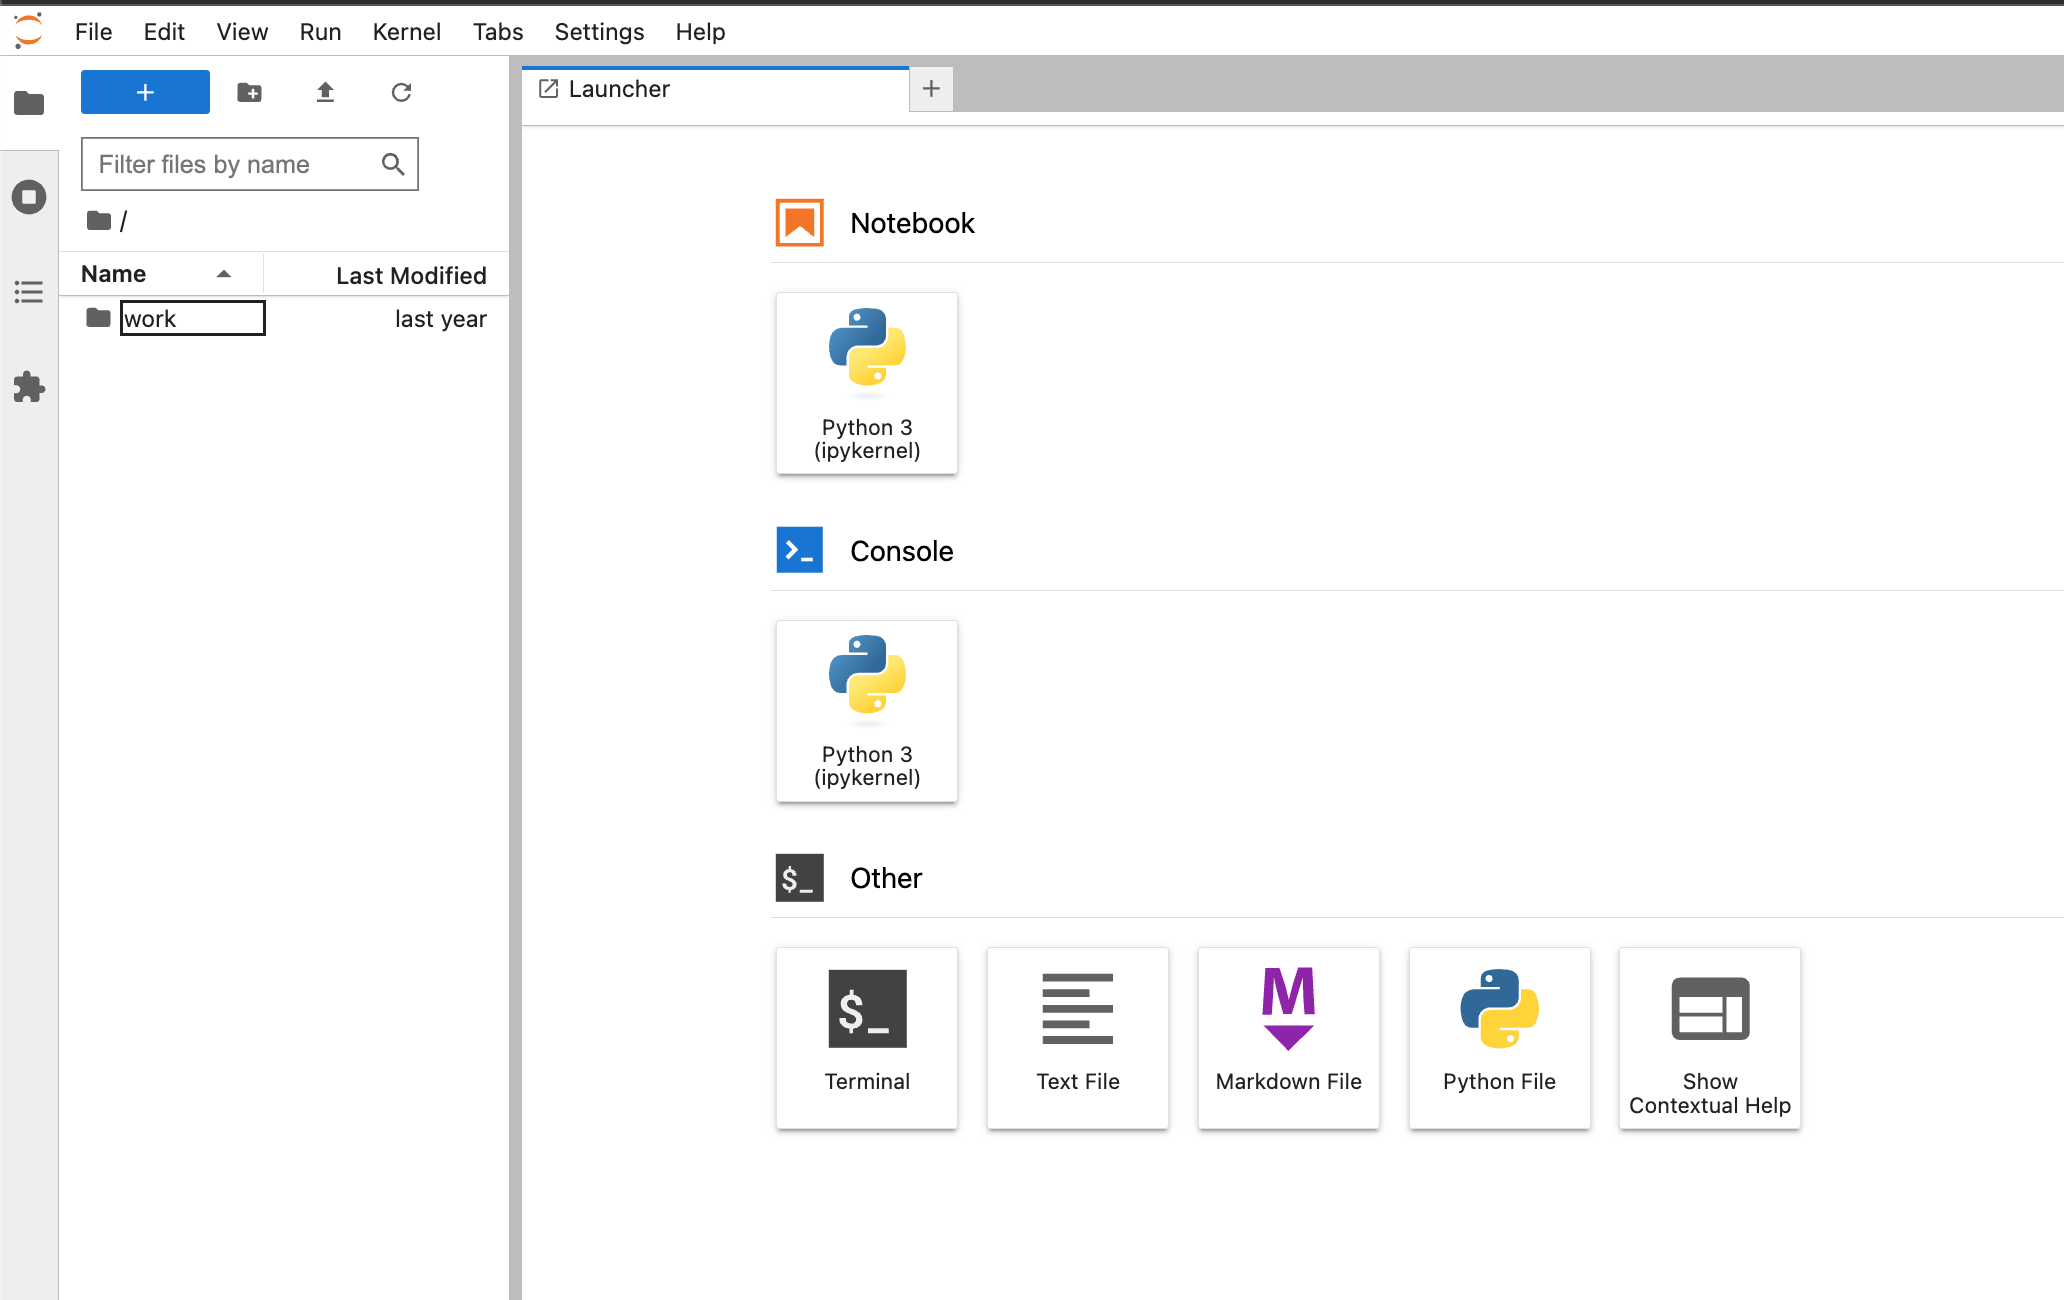 File Edit View Run Kernel Tabs Settings Help
Launcher
Filter files by name
/
Name Last Modified
work last year
Notebook
Python 3
(ipykernel)
Console
Python 3
(ipykernel)
$_ Other
$_
Terminal
Text File
M
Markdown File
Python File
Show
Contextual Help